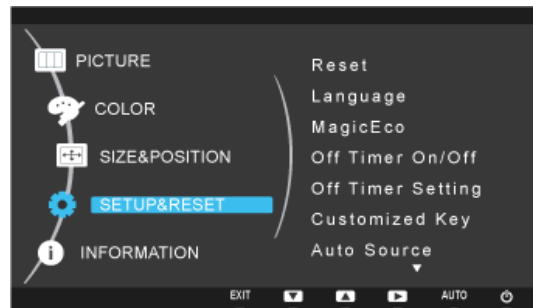 PICTURE
COLOR
SIZE&POSITION
SETUP&RESET
INFORMATION
Reset
Language
MagicEco
Off Timer On/Off
Off Timer Setting
Customized Key
Auto Source
EXIT AUTO